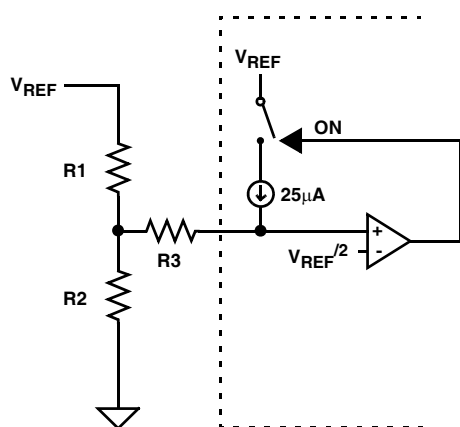 VREF
VREF
ON
R1
25μA
R3
VREF/2
+
-
R2